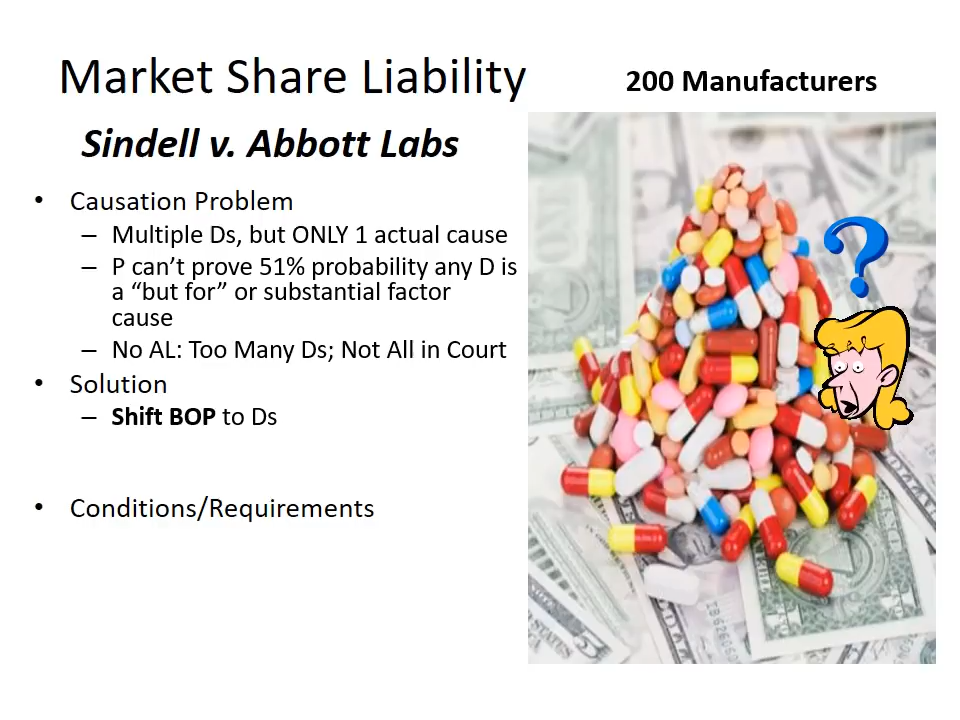 Market Share Liability
200 Manufacturers
Sindell v. Abbott Labs
• Causation Problem
– Multiple Ds, but ONLY 1 actual cause
– P can’t prove 51% probability any D is
a “but for” or substantial factor
cause
– No AL: Too Many Ds; Not All in Court
• Solution
– Shift BOP to Ds
• Conditions/Requirements
?